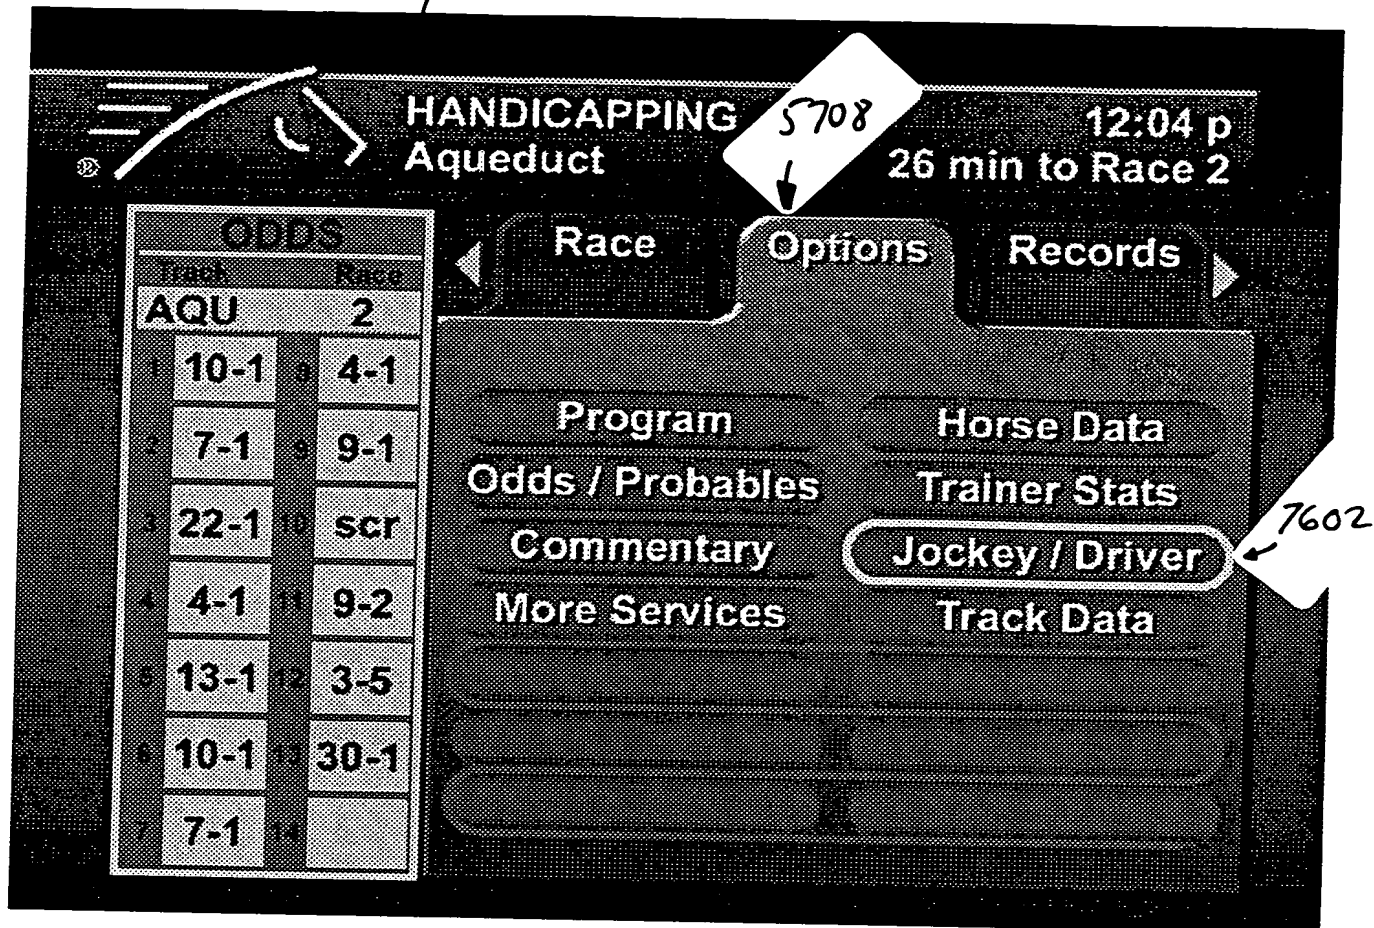 HANDICAPPING
Aqueduct
5708
12:04 p
26 min to Race 2
ODDS
Track Race
AQU 2
1 10-1 8 4-1
2 7-1 9 9-1
3 22-1 10 scr
4 4-1 11 9-2
5 13-1 12 3-5
6 10-1 13 30-1
7 7-1 14
Race Options Records
Program Horse Data
Odds / Probables Trainer Stats
Commentary Jockey / Driver
More Services Track Data
7602